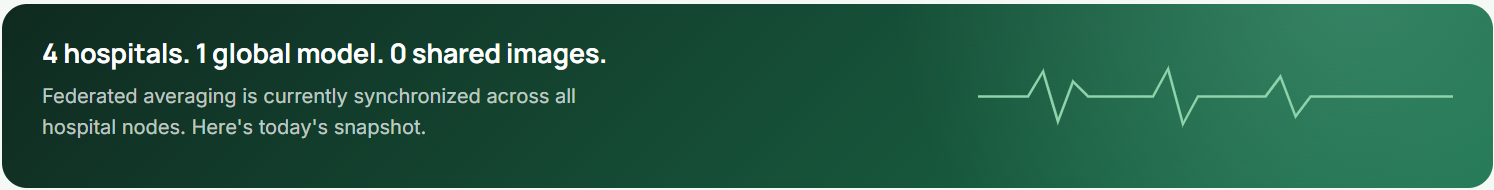 4 hospitals. 1 global model. 0 shared images.
Federated averaging is currently synchronized across all
hospital nodes. Here's today's snapshot.